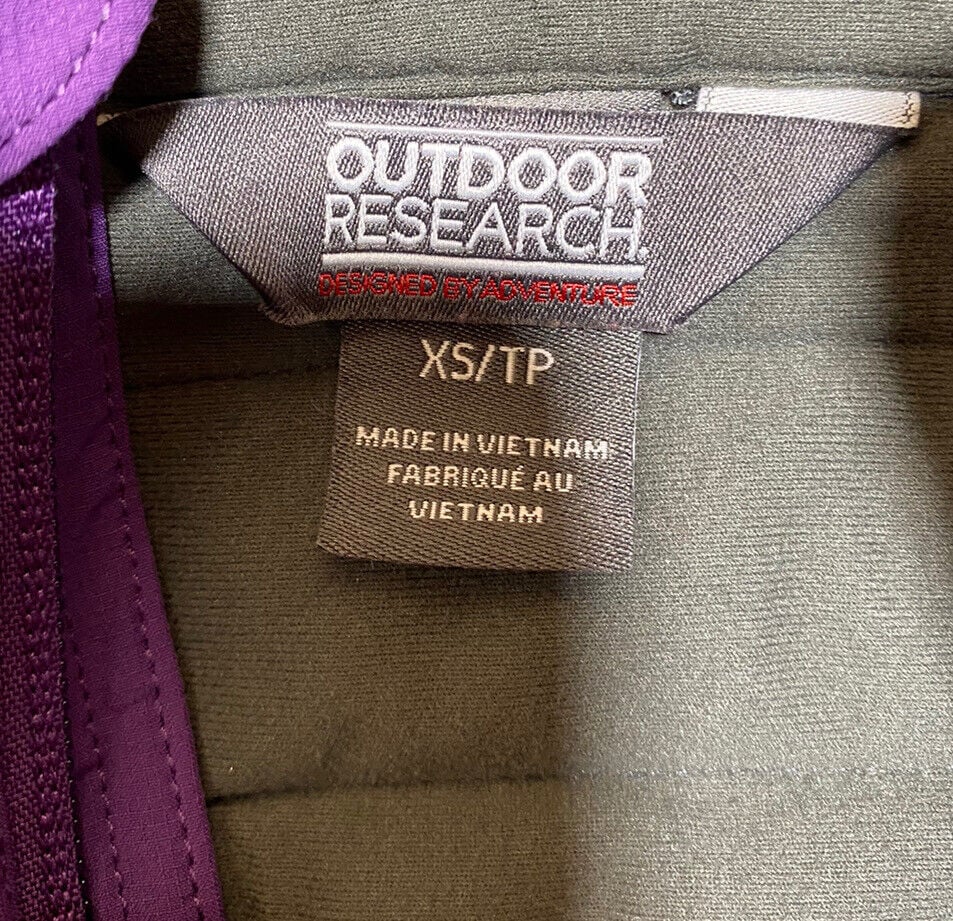 OUTDOOR
RESEARCH.
DESIGNED BY ADVENTURE
XS/TP
MADE IN VIETNAM
FABRIQUÉ AU
VIETNAM